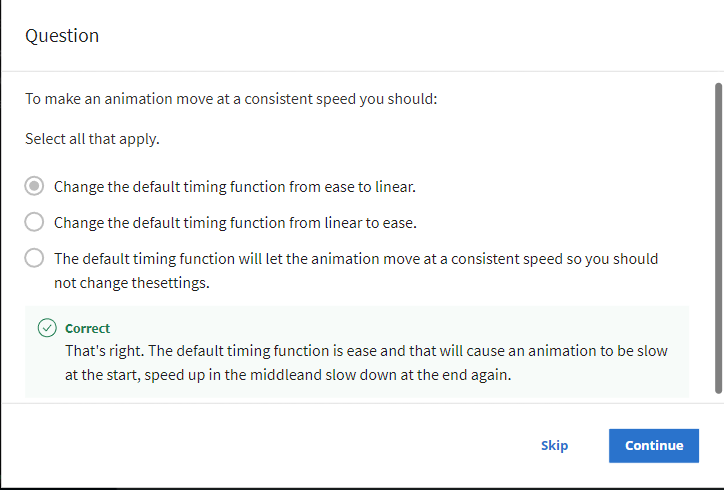 Question
To make an animation move at a consistent speed you should:
Select all that apply.
Change the default timing function from ease to linear.
Change the default timing function from linear to ease.
The default timing function will let the animation move at a consistent speed so you should
not change thesettings.
Correct
That's right. The default timing function is ease and that will cause an animation to be slow
at the start, speed up in the middleand slow down at the end again.
Skip
Continue